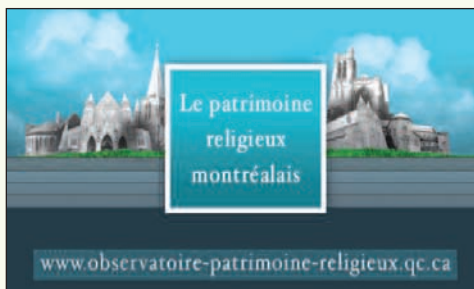 Le patrimoine
religieux
montréalais
www.observatoire-patrimoine-religieux.qc.ca